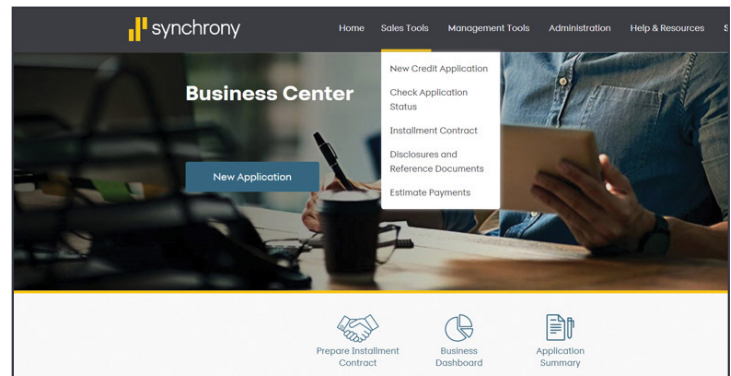 synchrony
Home Sales Tools Management Tools Administration Help & Resources
New Credit Application
Check Application
Status
Installment Contract
Disclosures and
Reference Documents
Estimate Payments
Business Center
New Application
Prepare Installment
Contract
Business
Dashboard
Application
Summary